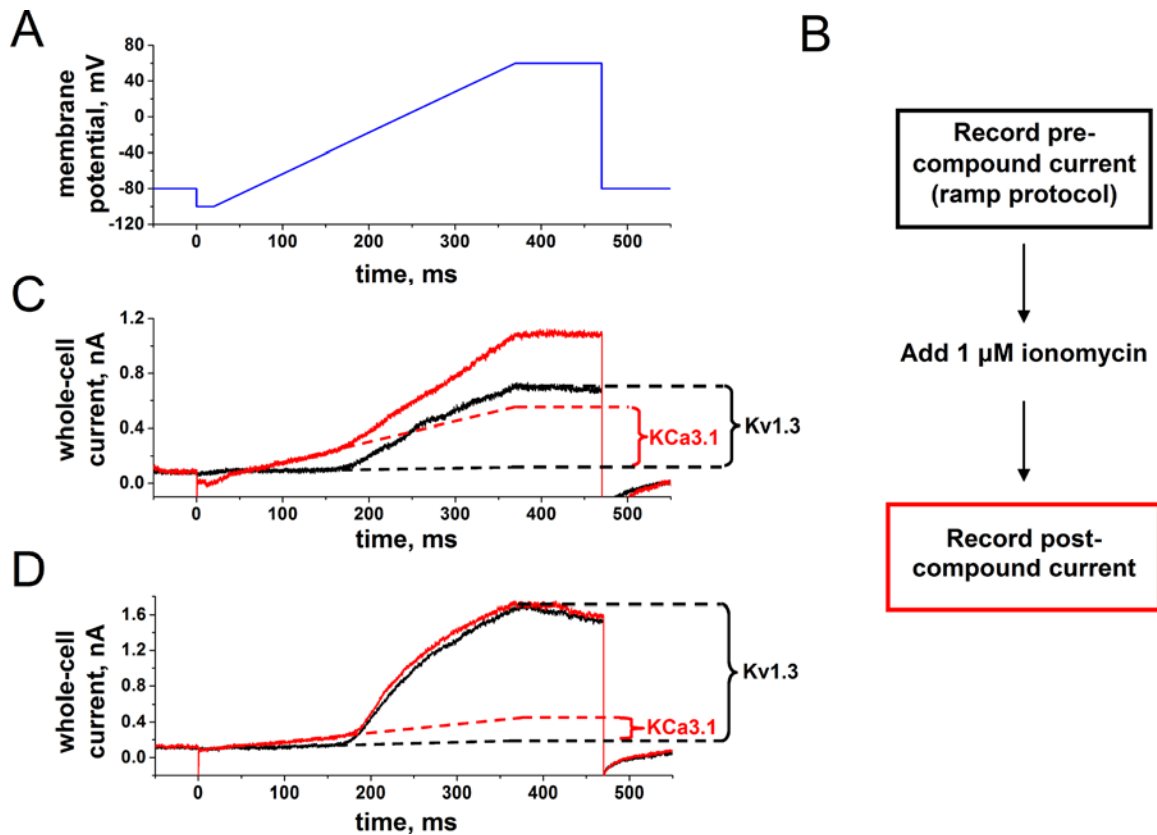 A
membrane
potential, mV
80
40
0
-40
-80
-120
0 100 200 300 400 500
time, ms
B
Record pre-
compound current
(ramp protocol)
Add 1 µM ionomycin
Record post-
compound current
C
whole-cell
current, nA
1.2
0.8
0.4
0.0
KCa3.1
Kv1.3
0 100 200 300 400 500
time, ms
D
whole-cell
current, nA
1.6
1.2
0.8
0.4
0.0
KCa3.1
Kv1.3
0 100 200 300 400 500
time, ms